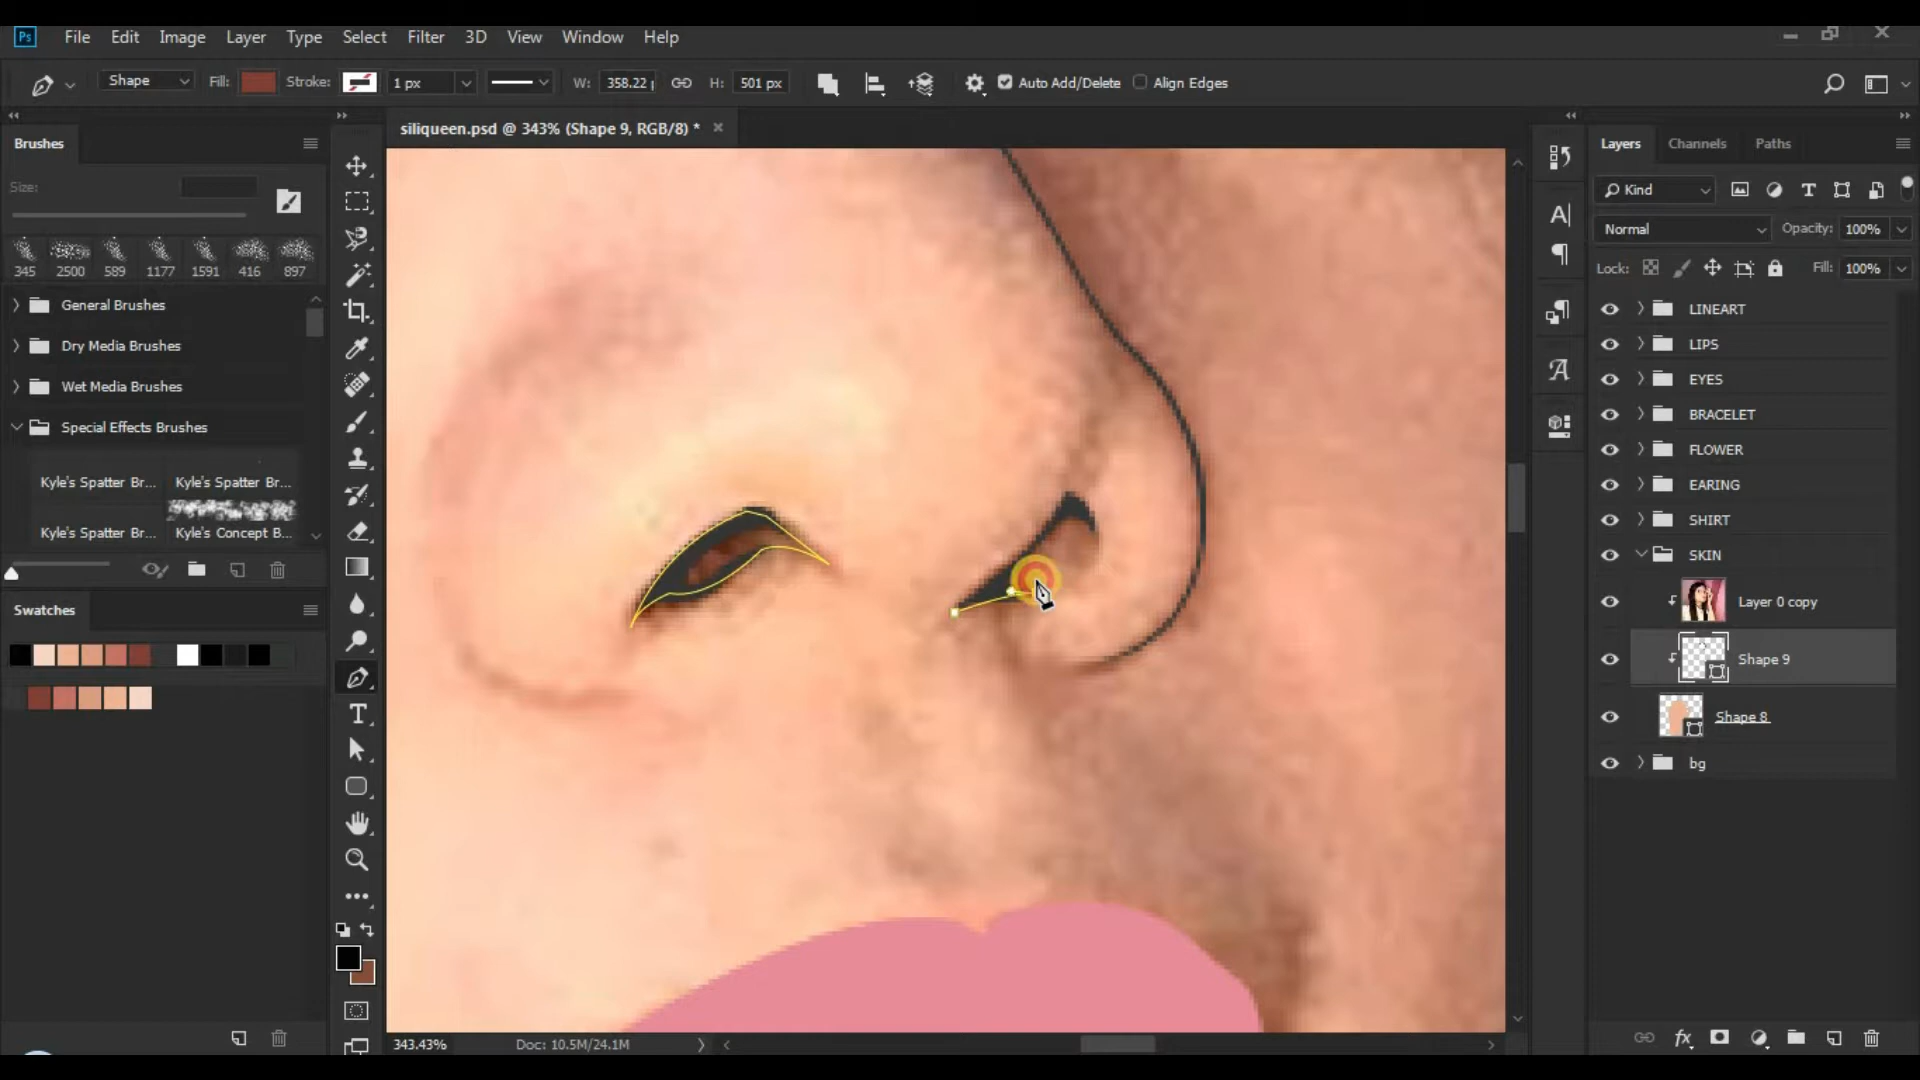 Ps File Edit Image Layer Type Select Filter 3D View Window Help
Shape Fill: Stroke: 1 px W: 358.22 H: 501 px Auto Add/Delete Align Edges
Brushes
Size:
345 2500 589 1177 1591 416 897
General Brushes
Dry Media Brushes
Wet Media Brushes
Special Effects Brushes
Kyle's Spatter Br... Kyle's Spatter Br...
Kyle's Spatter Br... Kyle's Concept B...
Swatches
siliqueen.psd @ 343% (Shape 9, RGB/8) *
343.43% Doc: 10.5M/24.1M
Layers Channels Paths
Kind
Normal Opacity: 100%
Lock: Fill: 100%
LINEART
LIPS
EYES
BRACELET
FLOWER
EARING
SHIRT
SKIN
Layer 0 copy
Shape 9
Shape 8
bg